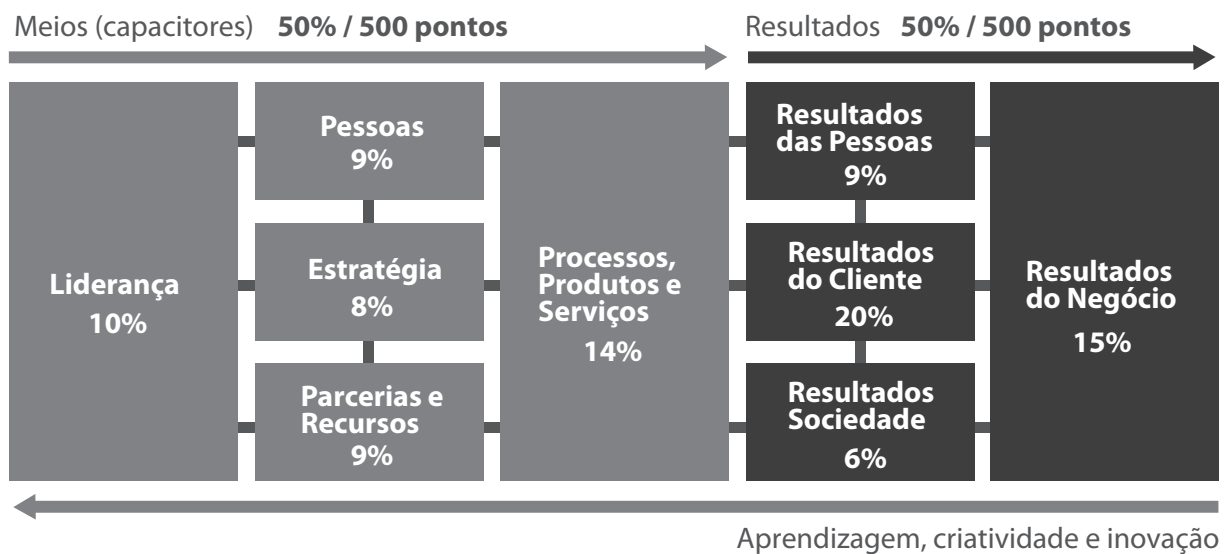 Meios (capacitores) 50% / 500 pontos
Resultados 50% / 500 pontos
Liderança
10%
Pessoas
9%
Estratégia
8%
Parcerias e
Recursos
9%
Processos,
Produtos e
Serviços
14%
Resultados
das Pessoas
9%
Resultados
do Cliente
20%
Resultados
Sociedade
6%
Resultados
do Negócio
15%
Aprendizagem, criatividade e inovação